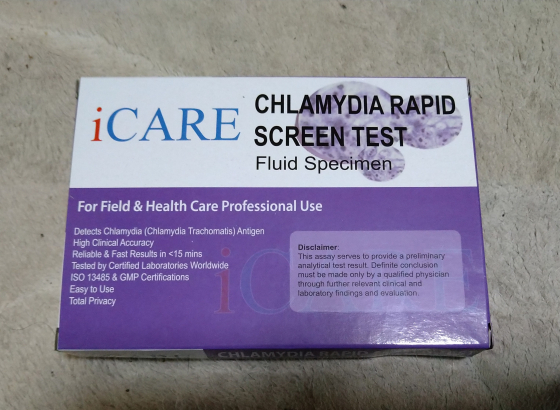 iCARE
CHLAMYDIA RAPID
SCREEN TEST
Fluid Specimen
For Field & Health Care Professional Use
Detects Chlamydia (Chlamydia Trachomatis) Antigen
High Clinical Accuracy
Reliable & Fast Results in <15 mins
Tested by Certified Laboratories Worldwide
ISO 13485 & GMP Certifications
Easy to Use
Total Privacy
Disclaimer:
This assay serves to provide a preliminary
analytical test result. Definite conclusion
must be made only by a qualified physician
through further relevant clinical and
laboratory findings and evaluation.
CHLAMYDIA RAPID